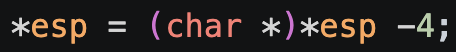 *esp = (char *)*esp -4;